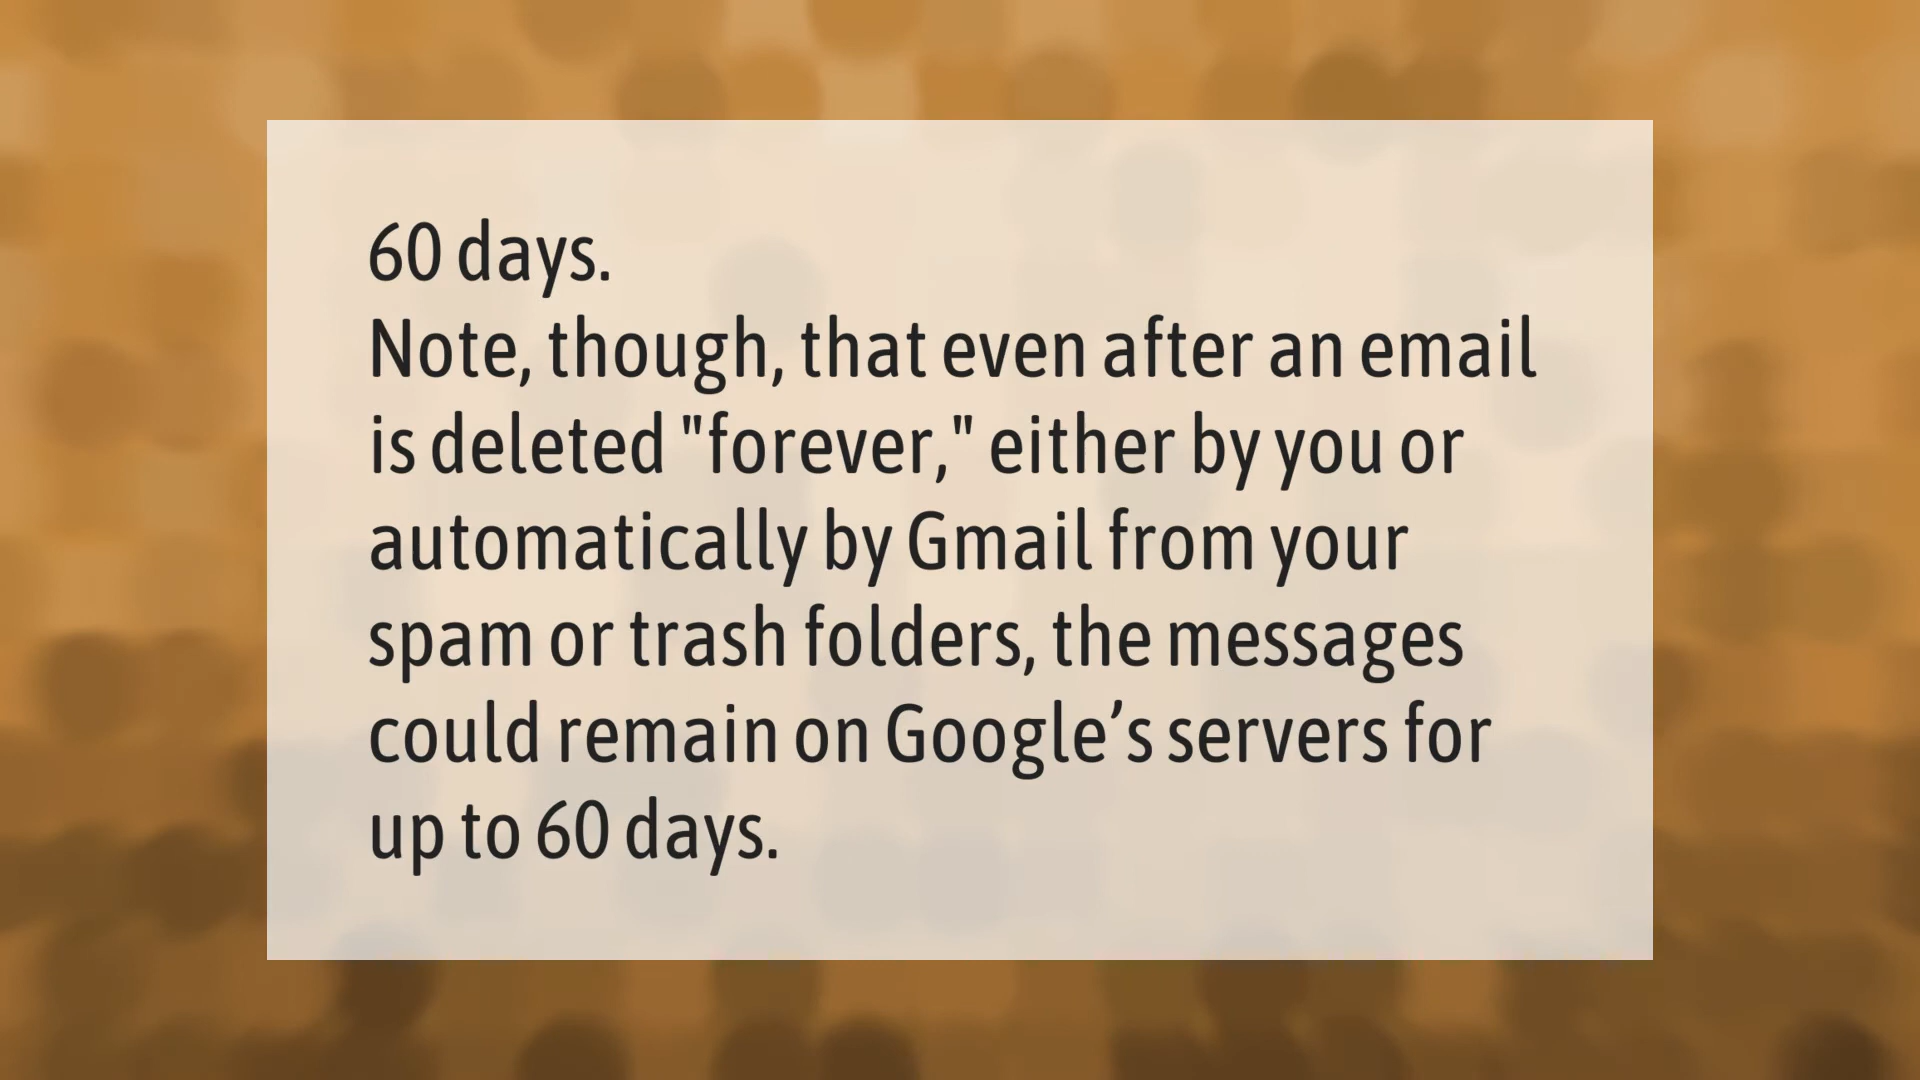 60 days.
Note, though, that even after an email
is deleted "forever," either by you or
automatically by Gmail from your
spam or trash folders, the messages
could remain on Google’s servers for
up to 60 days.